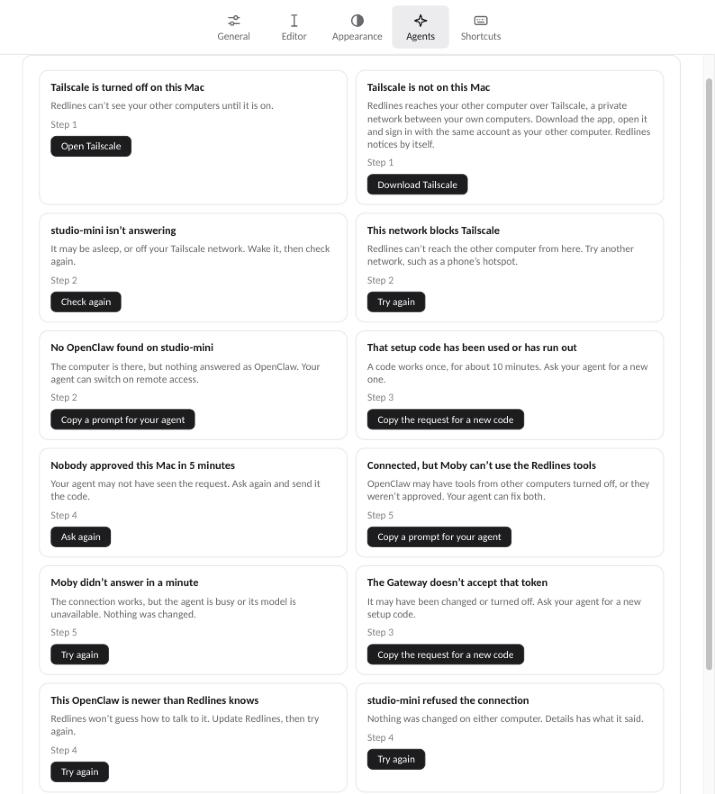 General
Editor
Appearance
Agents
Shortcuts
Tailscale is turned off on this Mac
Redlines can't see your other computers until it is on.
Step 1
Open Tailscale
Tailscale is not on this Mac
Redlines reaches your other computer over Tailscale, a private
network between your own computers. Download the app, open it
and sign in with the same account as your other computer. Redlines
notices by itself.
Step 1
Download Tailscale
studio-mini isn't answering
It may be asleep, or off your Tailscale network. Wake it, then check
again.
Step 2
Check again
This network blocks Tailscale
Redlines can't reach the other computer from here. Try another
network, such as a phone's hotspot.
Step 2
Try again
No OpenClaw found on studio-mini
The computer is there, but nothing answered as OpenClaw. Your
agent can switch on remote access.
Step 2
Copy a prompt for your agent
That setup code has been used or has run out
A code works once, for about 10 minutes. Ask your agent for a new
one.
Step 3
Copy the request for a new code
Nobody approved this Mac in 5 minutes
Your agent may not have seen the request. Ask again and send it
the code.
Step 4
Ask again
Connected, but Moby can't use the Redlines tools
OpenClaw may have tools from other computers turned off, or they
weren't approved. Your agent can fix both.
Step 5
Copy a prompt for your agent
Moby didn't answer in a minute
The connection works, but the agent is busy or its model is
unavailable. Nothing was changed.
Step 5
Try again
The Gateway doesn't accept that token
It may have been changed or turned off. Ask your agent for a new
setup code.
Step 3
Copy the request for a new code
This OpenClaw is newer than Redlines knows
Redlines won't guess how to talk to it. Update Redlines, then try
again.
Step 4
Try again
studio-mini refused the connection
Nothing was changed on either computer. Details has what it said.
Step 4
Try again